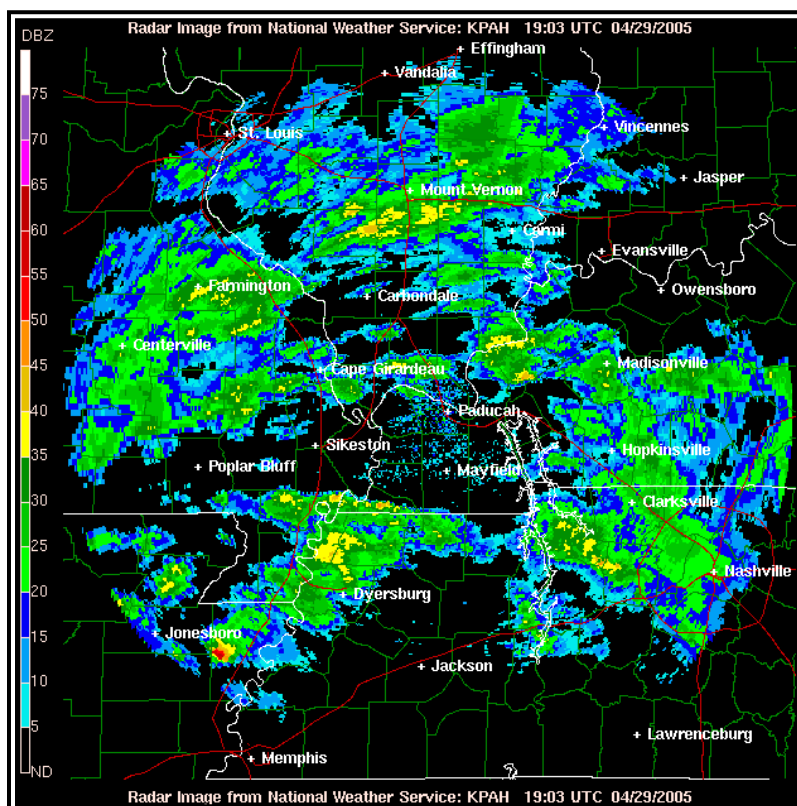 Radar Image from National Weather Service: KPAH 19:03 UTC 04/29/2005
DBZ
Effingham
Vandalia
75
St. Louis
Vincennes
70
Jasper
65
Mount Vernon
60
Carmi
Evansville
55
Farmington
Carbondale
Owensboro
50
Centerville
45
Cape Girardeau
Madisonville
40
Paducah
Sikeston
Hopkinsville
35
Poplar Bluff
Mayfield
30
Clarksville
25
Nashville
20
Dyersburg
15
Jonesboro
10
Jackson
5
Lawrenceburg
Memphis
ND
Radar Image from National Weather Service: KPAH 19:03 UTC 04/29/2005